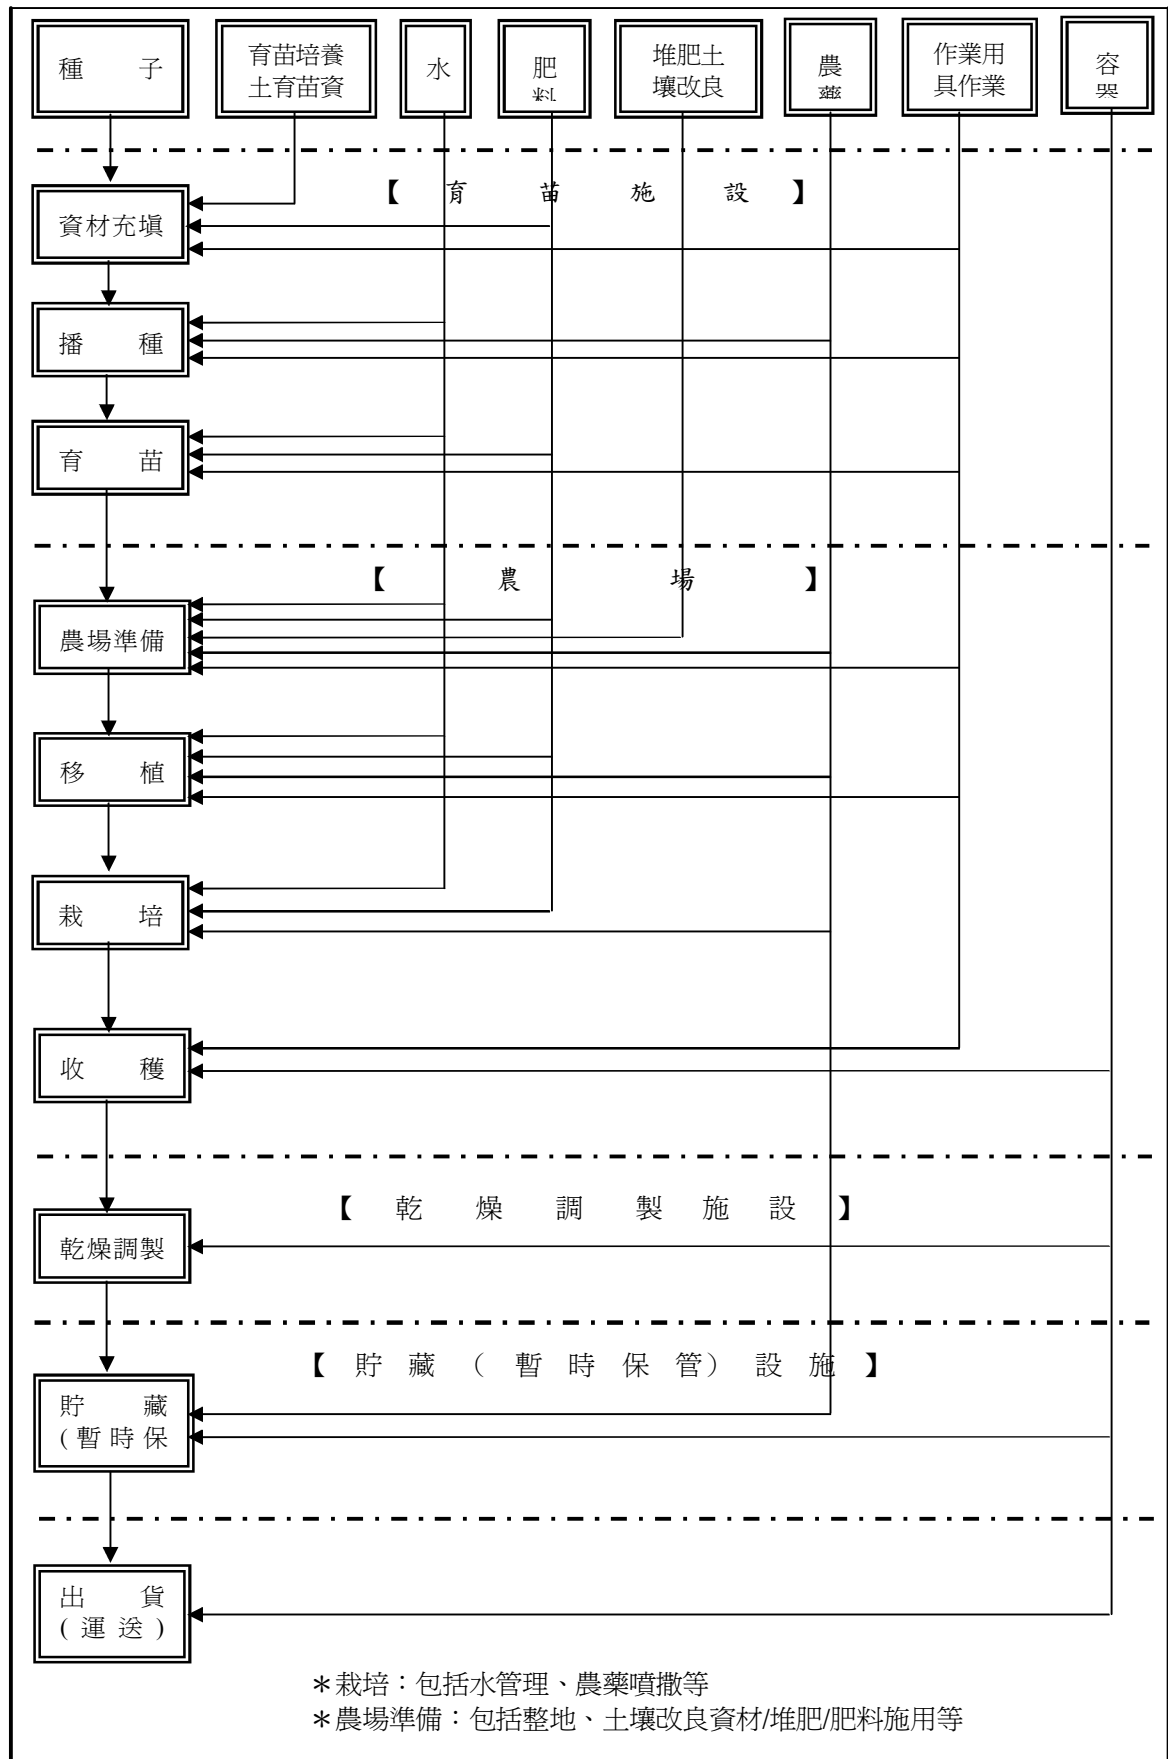 種 子
育苗培養
土育苗資
水
肥
料
堆肥土
壤改良
農
藥
作業用
具作業
容
器
【 育 苗 施 設 】
資材充塡
播 種
育 苗
【 農 場 】
農場準備
移 植
栽 培
收 穫
【 乾 燥 調 製 施 設 】
乾燥調製
【 貯 藏 （ 暫 時 保 管） 設 施 】
貯 藏
(暫時保
出 貨
(運送)
＊栽培：包括水管理、農藥噴撒等
＊農場準備：包括整地、土壤改良資材/堆肥/肥料施用等